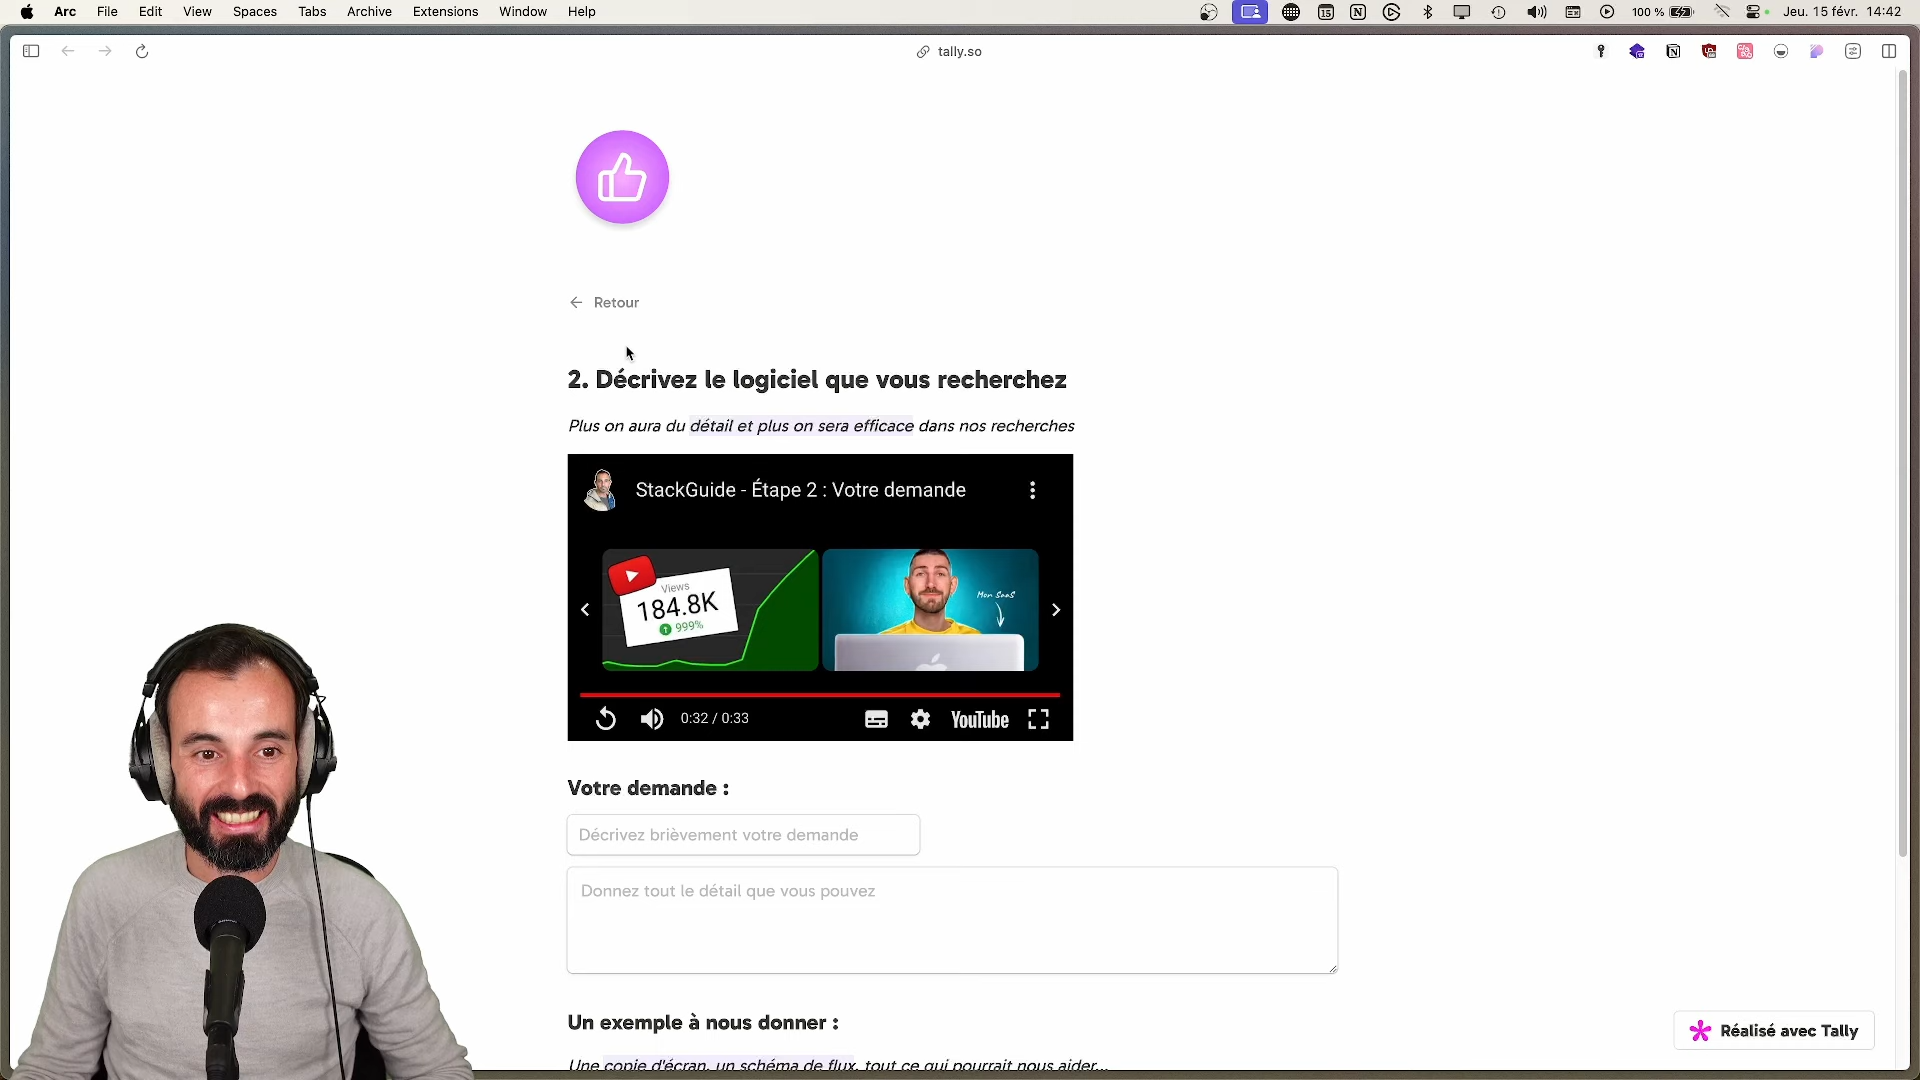 Arc File Edit View Spaces Tabs Archive Extensions Window Help 15 100 % Jeu. 15 févr. 14:42
tally.so
Retour
2. Décrivez le logiciel que vous recherchez
Plus on aura du détail et plus on sera efficace dans nos recherches
StackGuide - Étape 2 : Votre demande
Views
184.8K
999%
Mon SaaS
0:32 / 0:33
YouTube
Votre demande :
Décrivez brièvement votre demande
Donnez tout le détail que vous pouvez
Un exemple à nous donner :
Une copie d'écran, un schéma de flux, tout ce qui pourrait nous aider...
Réalisé avec Tally